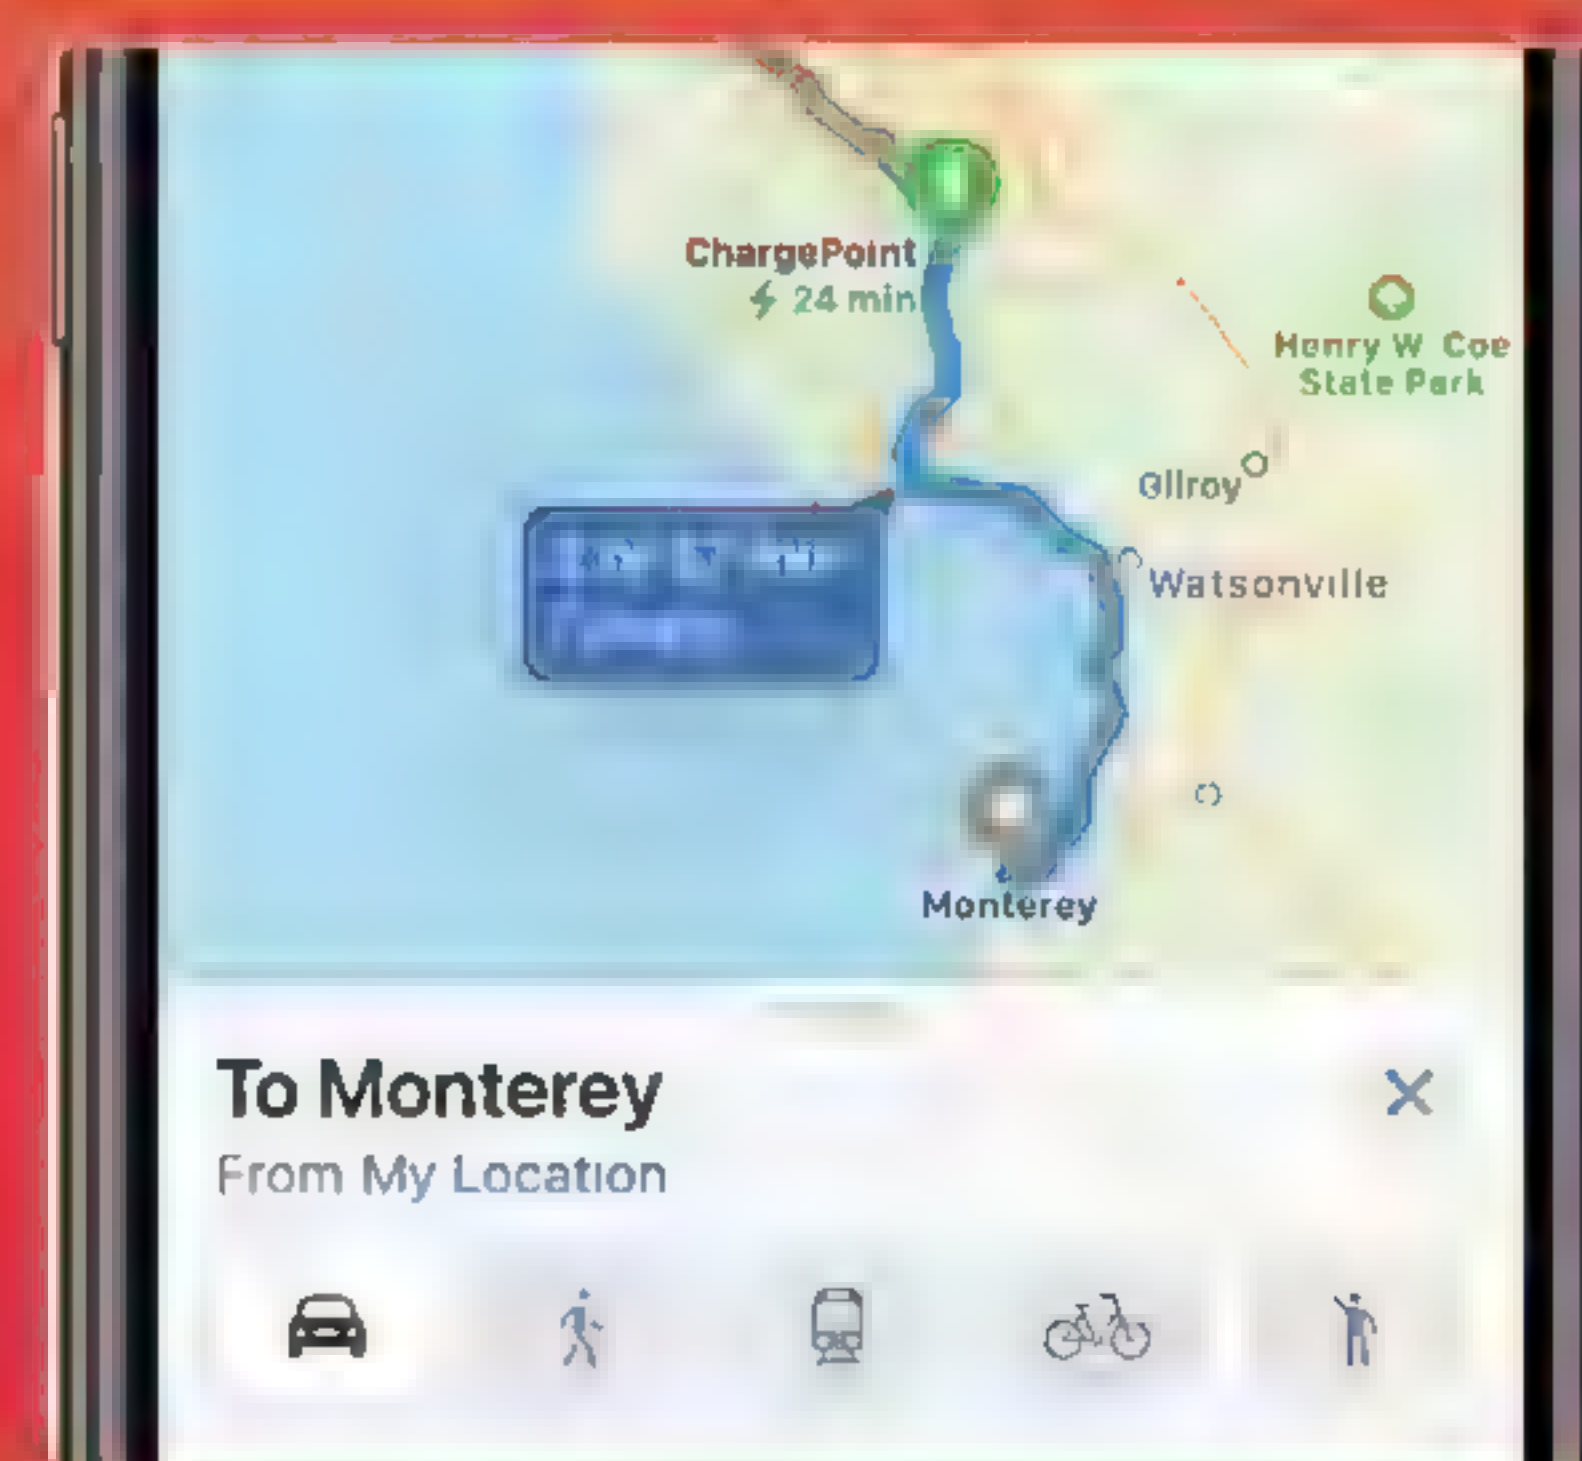 ChargePoint
24 min
Henry W. Coe
State Park
Gilroy
Watsonville
Monterey
To Monterey
From My Location